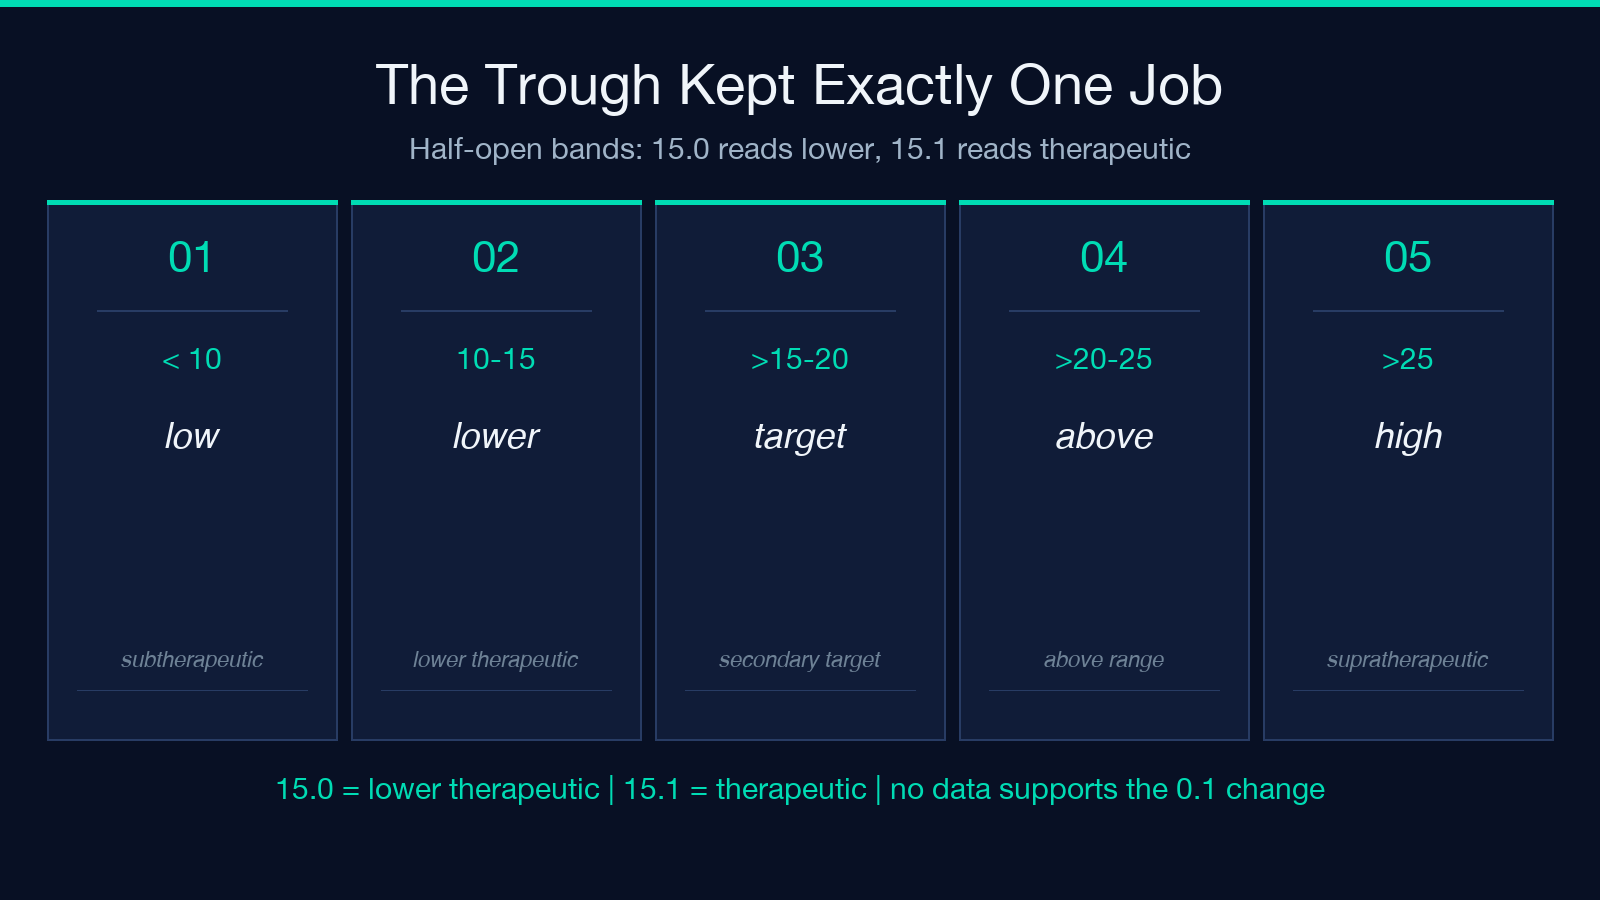 The Trough Kept Exactly One Job
Half-open bands: 15.0 reads lower, 15.1 reads therapeutic
01
< 10
low
subtherapeutic
02
10-15
lower
lower therapeutic
03
>15-20
target
secondary target
04
>20-25
above
above range
05
>25
high
supratherapeutic
15.0 = lower therapeutic | 15.1 = therapeutic | no data supports the 0.1 change